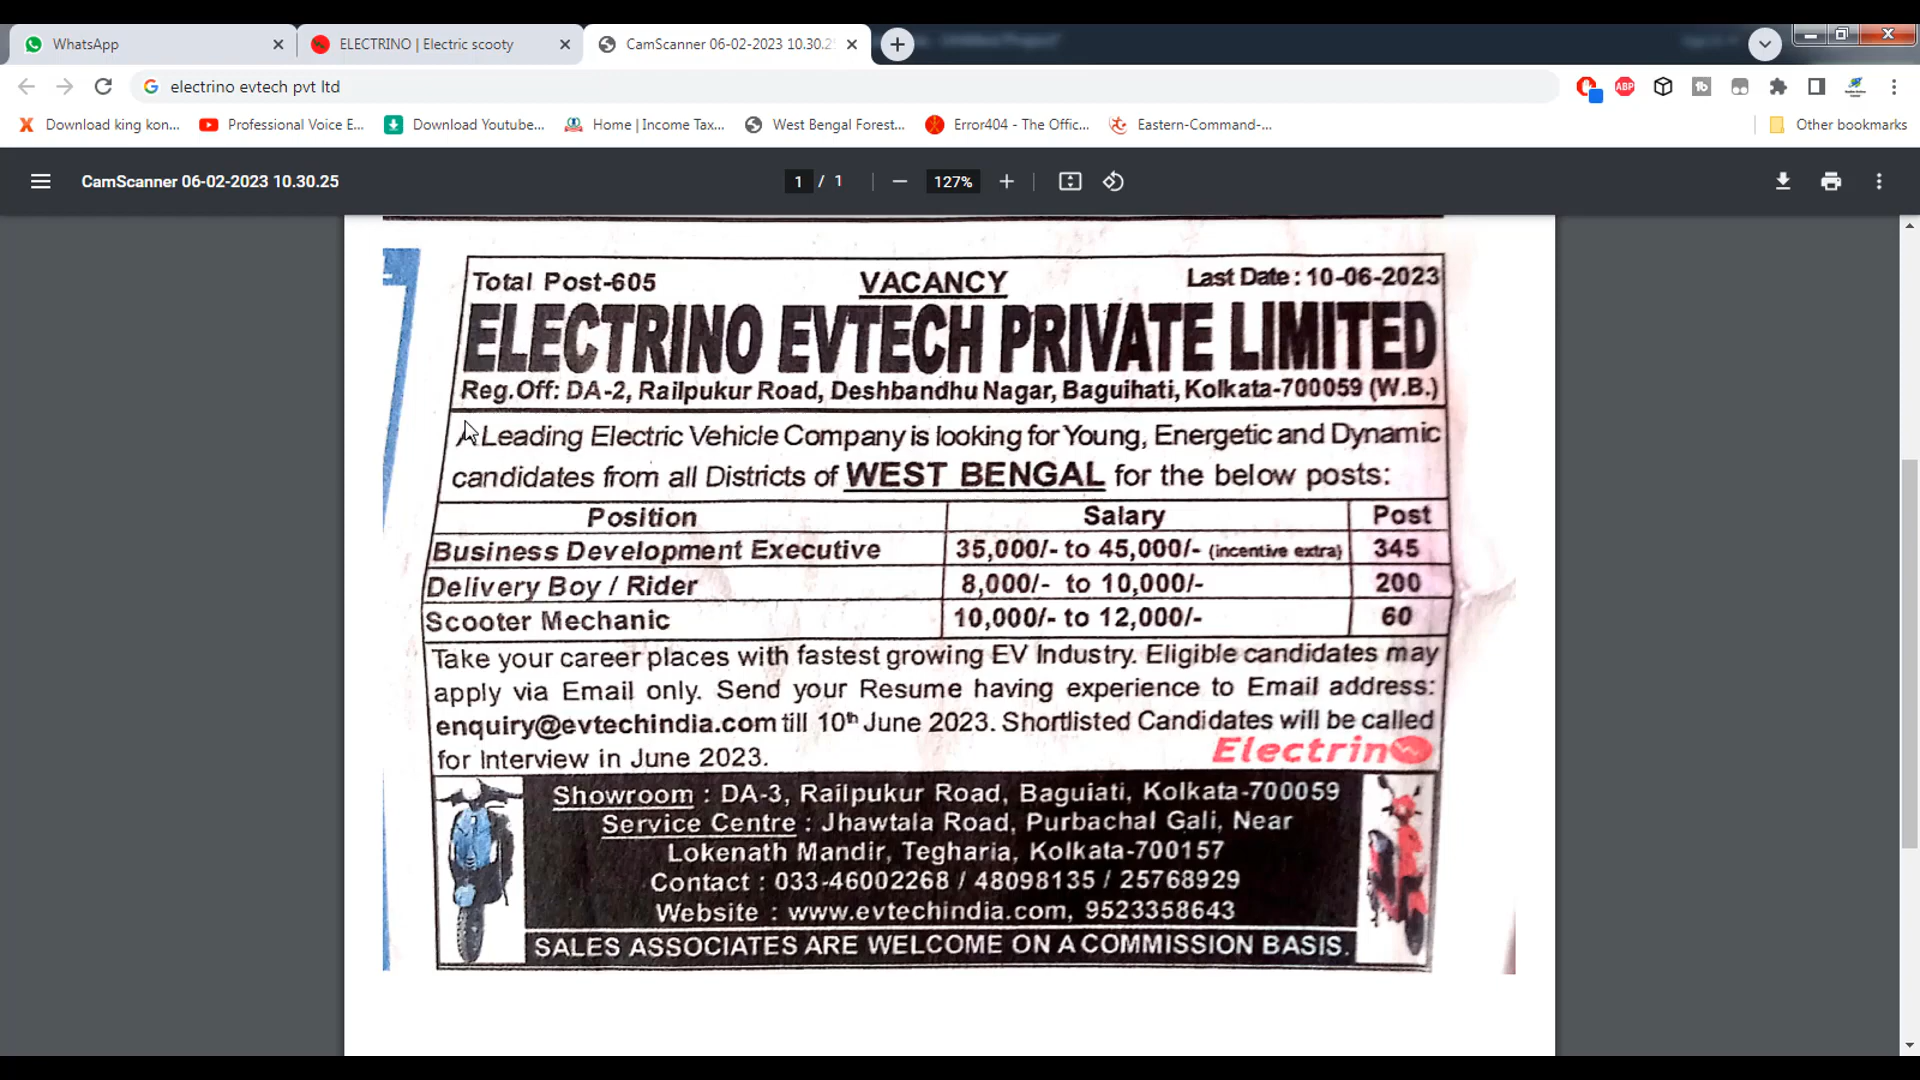 WhatsApp
ELECTRINO | Electric scooty
CamScanner 06-02-2023 10.30.25
electrino evtech pvt ltd
ABP
Download king kon...
Professional Voice E...
Download Youtube...
Home | Income Tax...
West Bengal Forest...
Error404 - The Offic...
Eastern-Command-...
Other bookmarks
CamScanner 06-02-2023 10.30.25
1 / 1
127%
Total Post-605 VACANCY Last Date : 10-06-2023
ELECTRINO EVTECH PRIVATE LIMITED
Reg.Off: DA-2, Railpukur Road, Deshbandhu Nagar, Baguihati, Kolkata-700059 (W.B.)
A Leading Electric Vehicle Company is looking for Young, Energetic and Dynamic
candidates from all Districts of WEST BENGAL for the below posts:
Position Salary Post
Business Development Executive 35,000/- to 45,000/- (incentive extra) 345
Delivery Boy / Rider 8,000/- to 10,000/- 200
Scooter Mechanic 10,000/- to 12,000/- 60
Take your career places with fastest growing EV Industry. Eligible candidates may
apply via Email only. Send your Resume having experience to Email address:
enquiry@evtechindia.com till 10th June 2023. Shortlisted Candidates will be called
for Interview in June 2023.
Electrino
Showroom : DA-3, Railpukur Road, Baguiati, Kolkata-700059
Service Centre : Jhawtala Road, Purbachal Gali, Near
Lokenath Mandir, Tegharia, Kolkata-700157
Contact : 033-46002268 / 48098135 / 25768929
Website : www.evtechindia.com, 9523358643
SALES ASSOCIATES ARE WELCOME ON A COMMISSION BASIS.